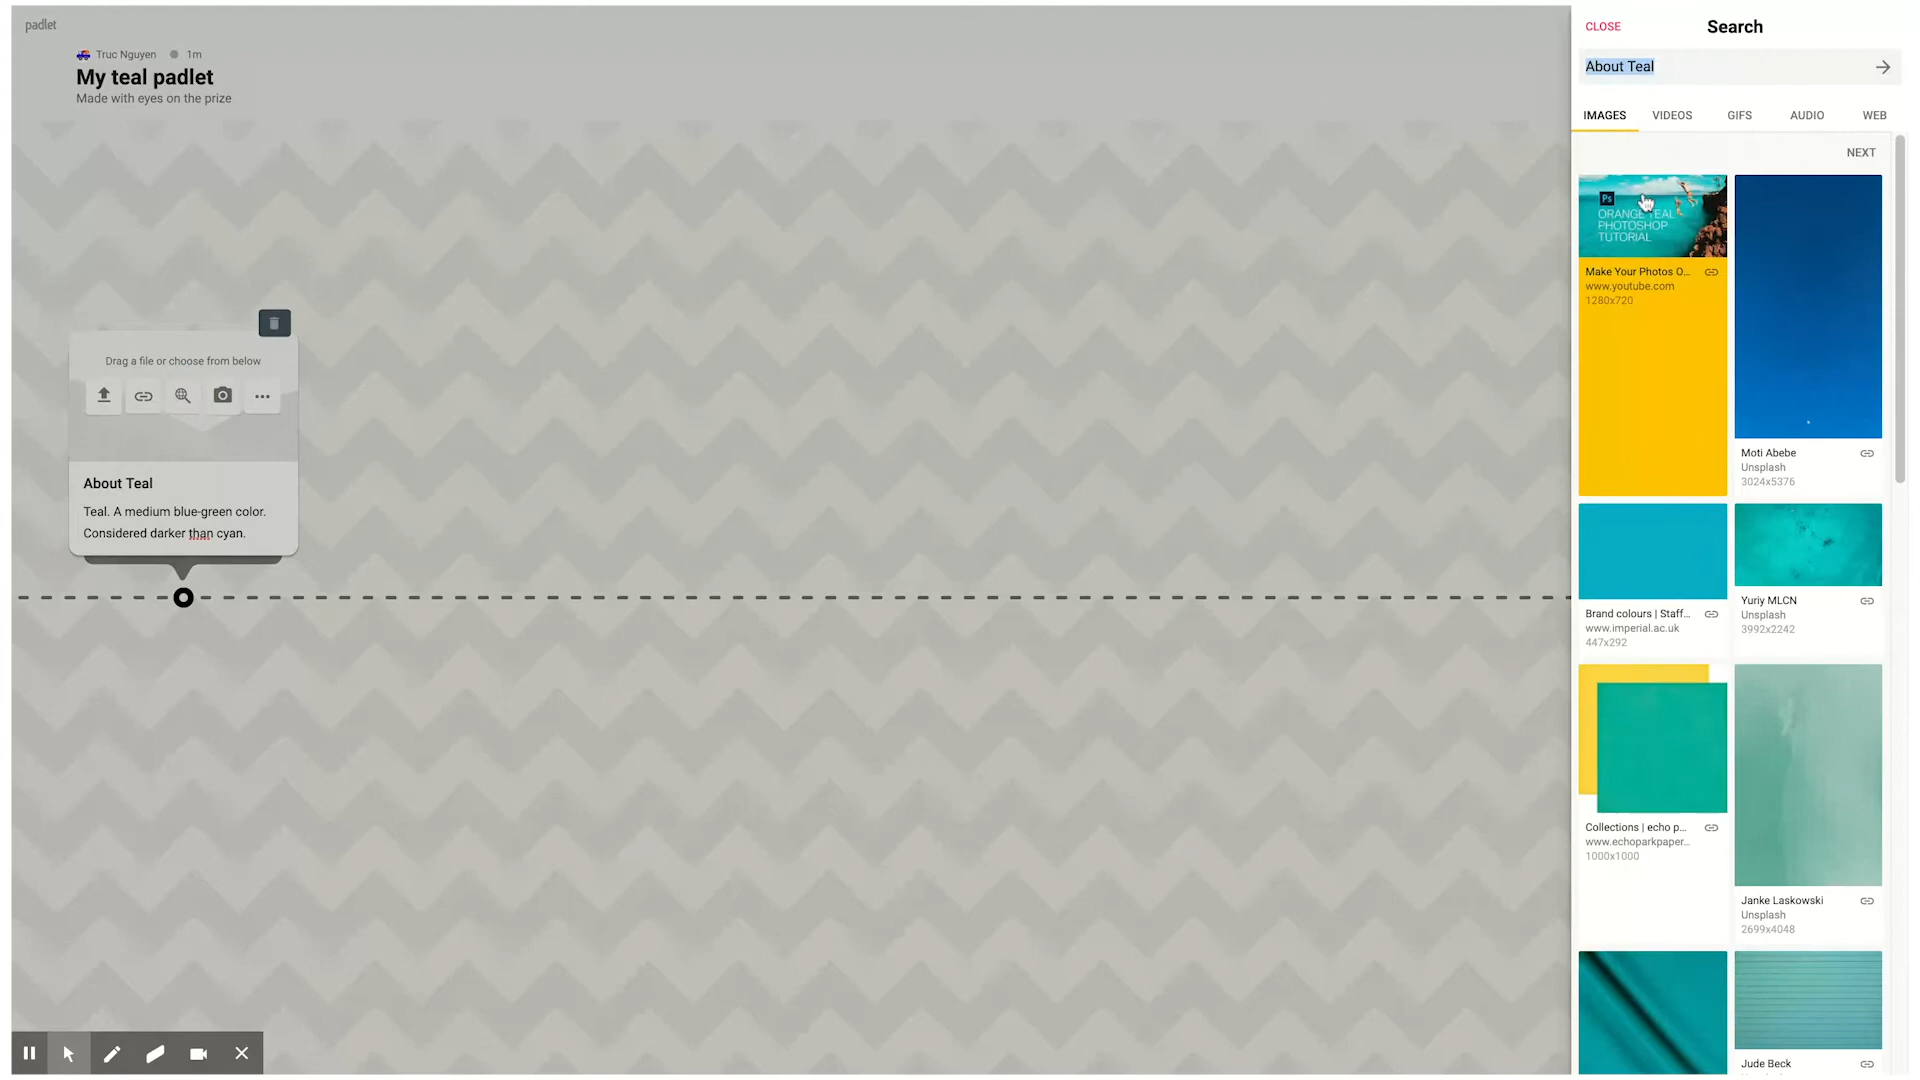 padlet
Truc Nguyen 1m
My teal padlet
Made with eyes on the prize
Drag a file or choose from below
About Teal
Teal. A medium blue-green color.
Considered darker than cyan.
CLOSE
Search
About Teal
IMAGES
VIDEOS
GIFS
AUDIO
WEB
NEXT
Ps
ORANGE TEAL
PHOTOSHOP
TUTORIAL
Make Your Photos O...
www.youtube.com
1280x720
Moti Abebe
Unsplash
3024x5376
Brand colours | Staff...
www.imperial.ac.uk
447x292
Yuriy MLCN
Unsplash
3992x2242
Collections | echo p...
www.echoparkpaper...
1000x1000
Janke Laskowski
Unsplash
2699x4048
Jude Beck